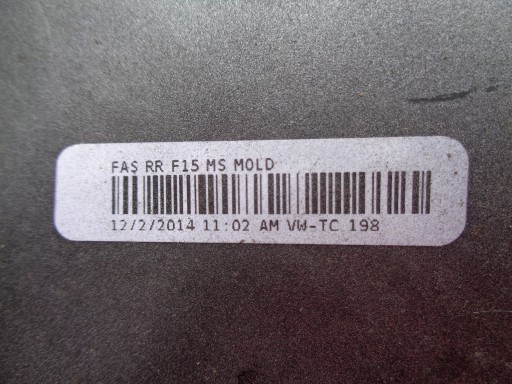 FAS RR F15 MS MOLD
12/2/2014 11:02 AM VW-TC 198